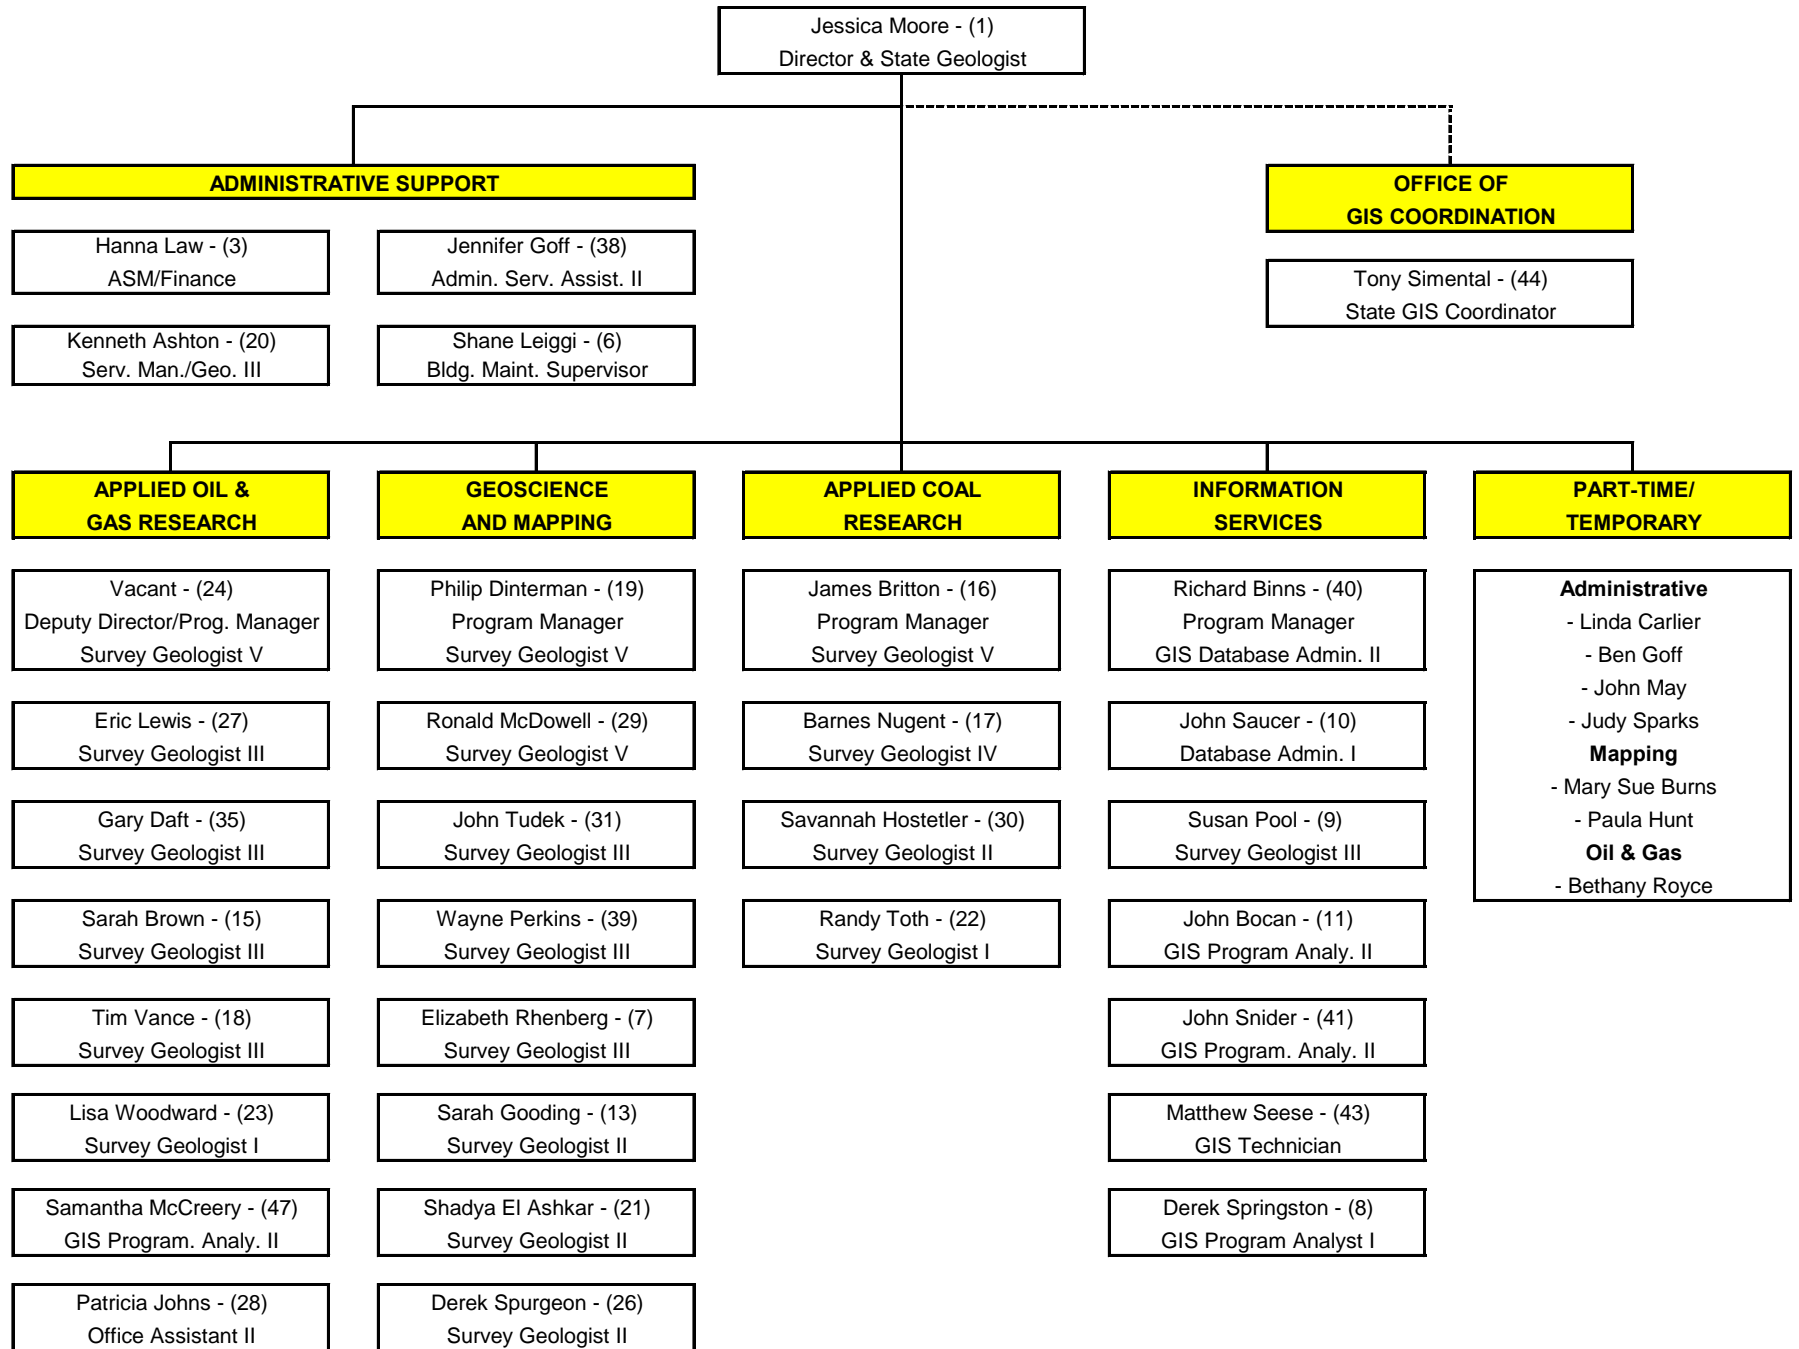 Jessica Moore - (1)
Director & State Geologist
ADMINISTRATIVE SUPPORT
Hanna Law - (3)
ASM/Finance
Jennifer Goff - (38)
Admin. Serv. Assist. II
Kenneth Ashton - (20)
Serv. Man./Geo. III
Shane Leiggi - (6)
Bldg. Maint. Supervisor
OFFICE OF
GIS COORDINATION
Tony Simental - (44)
State GIS Coordinator
APPLIED OIL &
GAS RESEARCH
Vacant - (24)
Deputy Director/Prog. Manager
Survey Geologist V
Eric Lewis - (27)
Survey Geologist III
Gary Daft - (35)
Survey Geologist III
Sarah Brown - (15)
Survey Geologist III
Tim Vance - (18)
Survey Geologist III
Lisa Woodward - (23)
Survey Geologist I
Samantha McCreery - (47)
GIS Program. Analy. II
Patricia Johns - (28)
Office Assistant II
GEOSCIENCE
AND MAPPING
Philip Dinterman - (19)
Program Manager
Survey Geologist V
Ronald McDowell - (29)
Survey Geologist V
John Tudek - (31)
Survey Geologist III
Wayne Perkins - (39)
Survey Geologist III
Elizabeth Rhenberg - (7)
Survey Geologist III
Sarah Gooding - (13)
Survey Geologist II
Shadya El Ashkar - (21)
Survey Geologist II
Derek Spurgeon - (26)
Survey Geologist II
APPLIED COAL
RESEARCH
James Britton - (16)
Program Manager
Survey Geologist V
Barnes Nugent - (17)
Survey Geologist IV
Savannah Hostetler - (30)
Survey Geologist II
Randy Toth - (22)
Survey Geologist I
INFORMATION
SERVICES
Richard Binns - (40)
Program Manager
GIS Database Admin. II
John Saucer - (10)
Database Admin. I
Susan Pool - (9)
Survey Geologist III
John Bocan - (11)
GIS Program Analy. II
John Snider - (41)
GIS Program. Analy. II
Matthew Seese - (43)
GIS Technician
Derek Springston - (8)
GIS Program Analyst I
PART-TIME/
TEMPORARY
Administrative
- Linda Carlier
- Ben Goff
- John May
- Judy Sparks
Mapping
- Mary Sue Burns
- Paula Hunt
Oil & Gas
- Bethany Royce